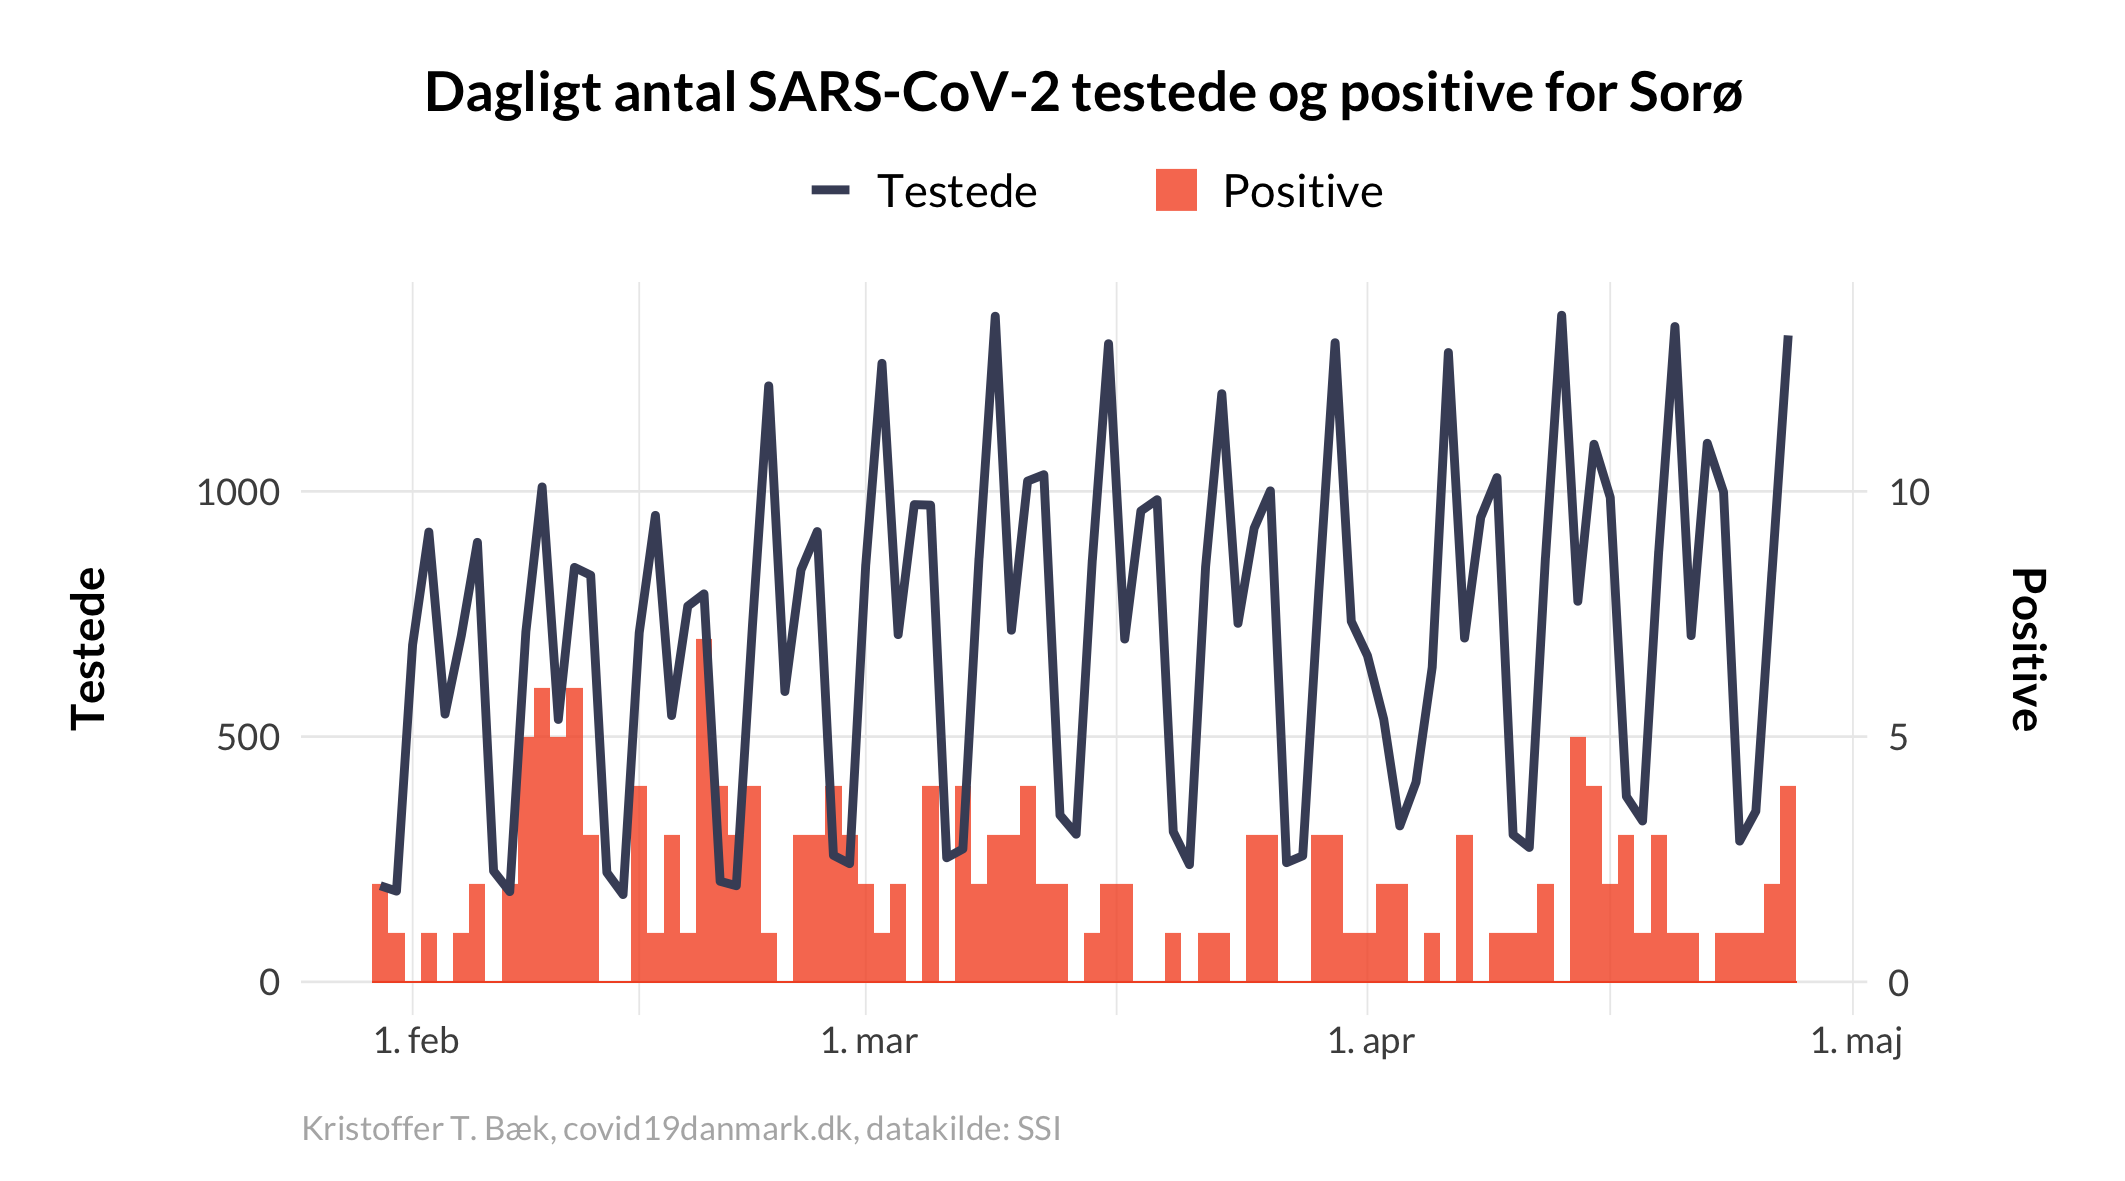 Dagligt antal SARS-CoV-2 testede og positive for Sorø
Testede
Positive
Testede
1000
500
0
10
5
0
Positive
1. feb
1. mar
1. apr
1. maj
Kristoffer T. Bæk, covid19danmark.dk, datakilde: SSI